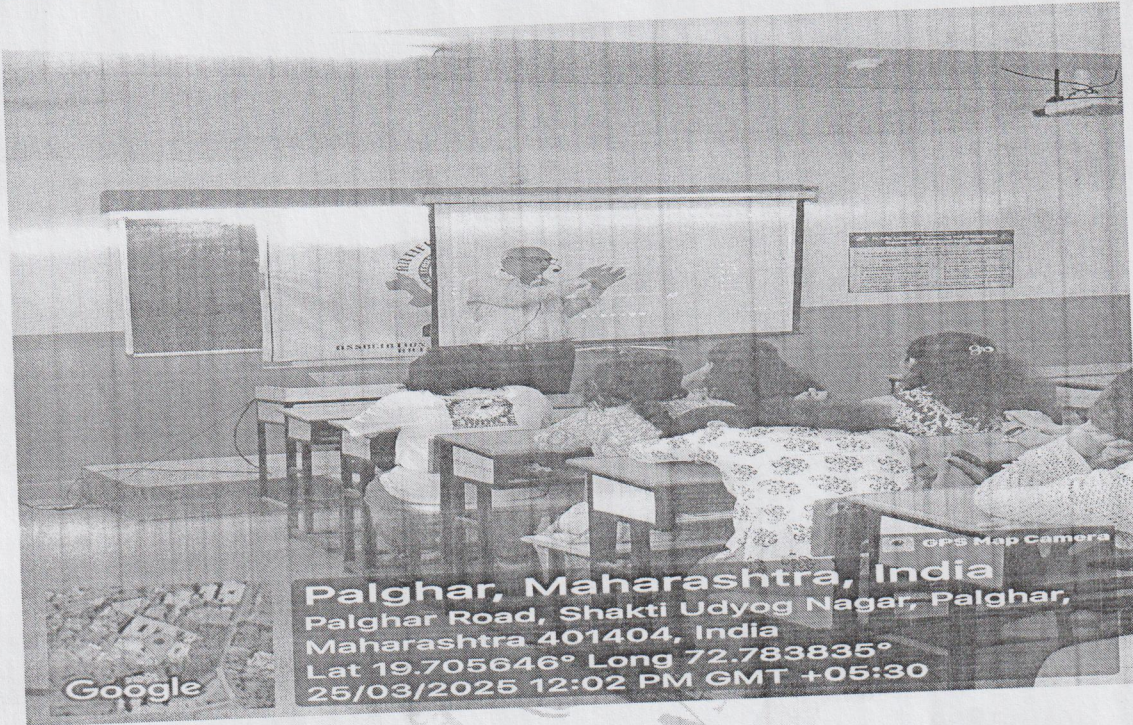 ASSOCIATION
GPS Map Camera
Palghar, Maharashtra, India
Palghar Road, Shakti Udyog Nagar, Palghar,
Maharashtra 401404, India
Lat 19.705646° Long 72.783835°
25/03/2025 12:02 PM GMT +05:30
Google